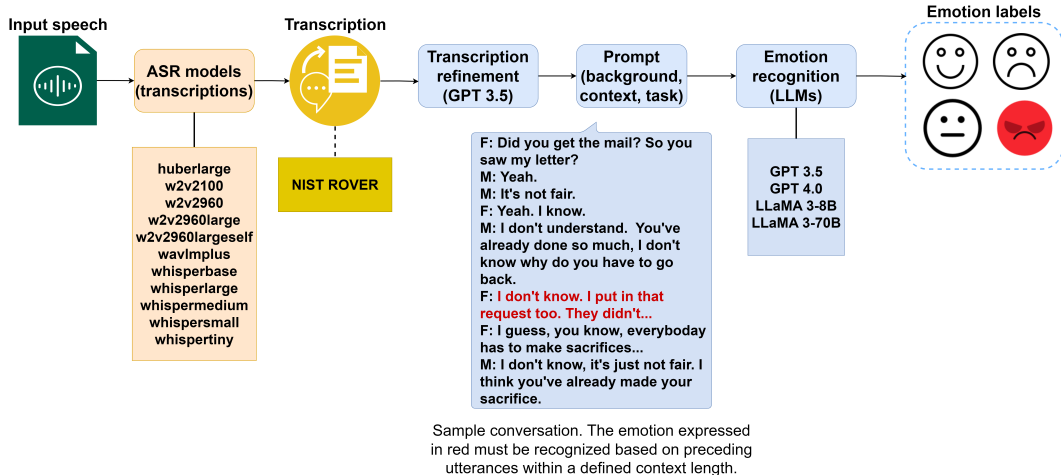 Input speech
ASR models
(transcriptions)
Transcription
Transcription
refinement
(GPT 3.5)
Prompt
(background,
context, task)
Emotion
recognition
(LLMs)
Emotion labels
huberlarge
w2v2100
w2v2960
w2v2960large
w2v2960largeself
wavlmplus
whisperbase
whisperlarge
whispermedium
whispersmall
whispertiny
NIST ROVER
F: Did you get the mail? So you
saw my letter?
M: Yeah.
M: It's not fair.
F: Yeah. I know.
M: I don't understand.  You've
already done so much, I don't
know why do you have to go
back.
F: I don't know. I put in that
request too. They didn't...
F: I guess, you know, everyboday
has to make sacrifices...
M: I don't know, it's just not fair. I
think you've already made your
sacrifice.
GPT 3.5
GPT 4.0
LLaMA 3-8B
LLaMA 3-70B
Sample conversation. The emotion expressed
in red must be recognized based on preceding
utterances within a defined context length.